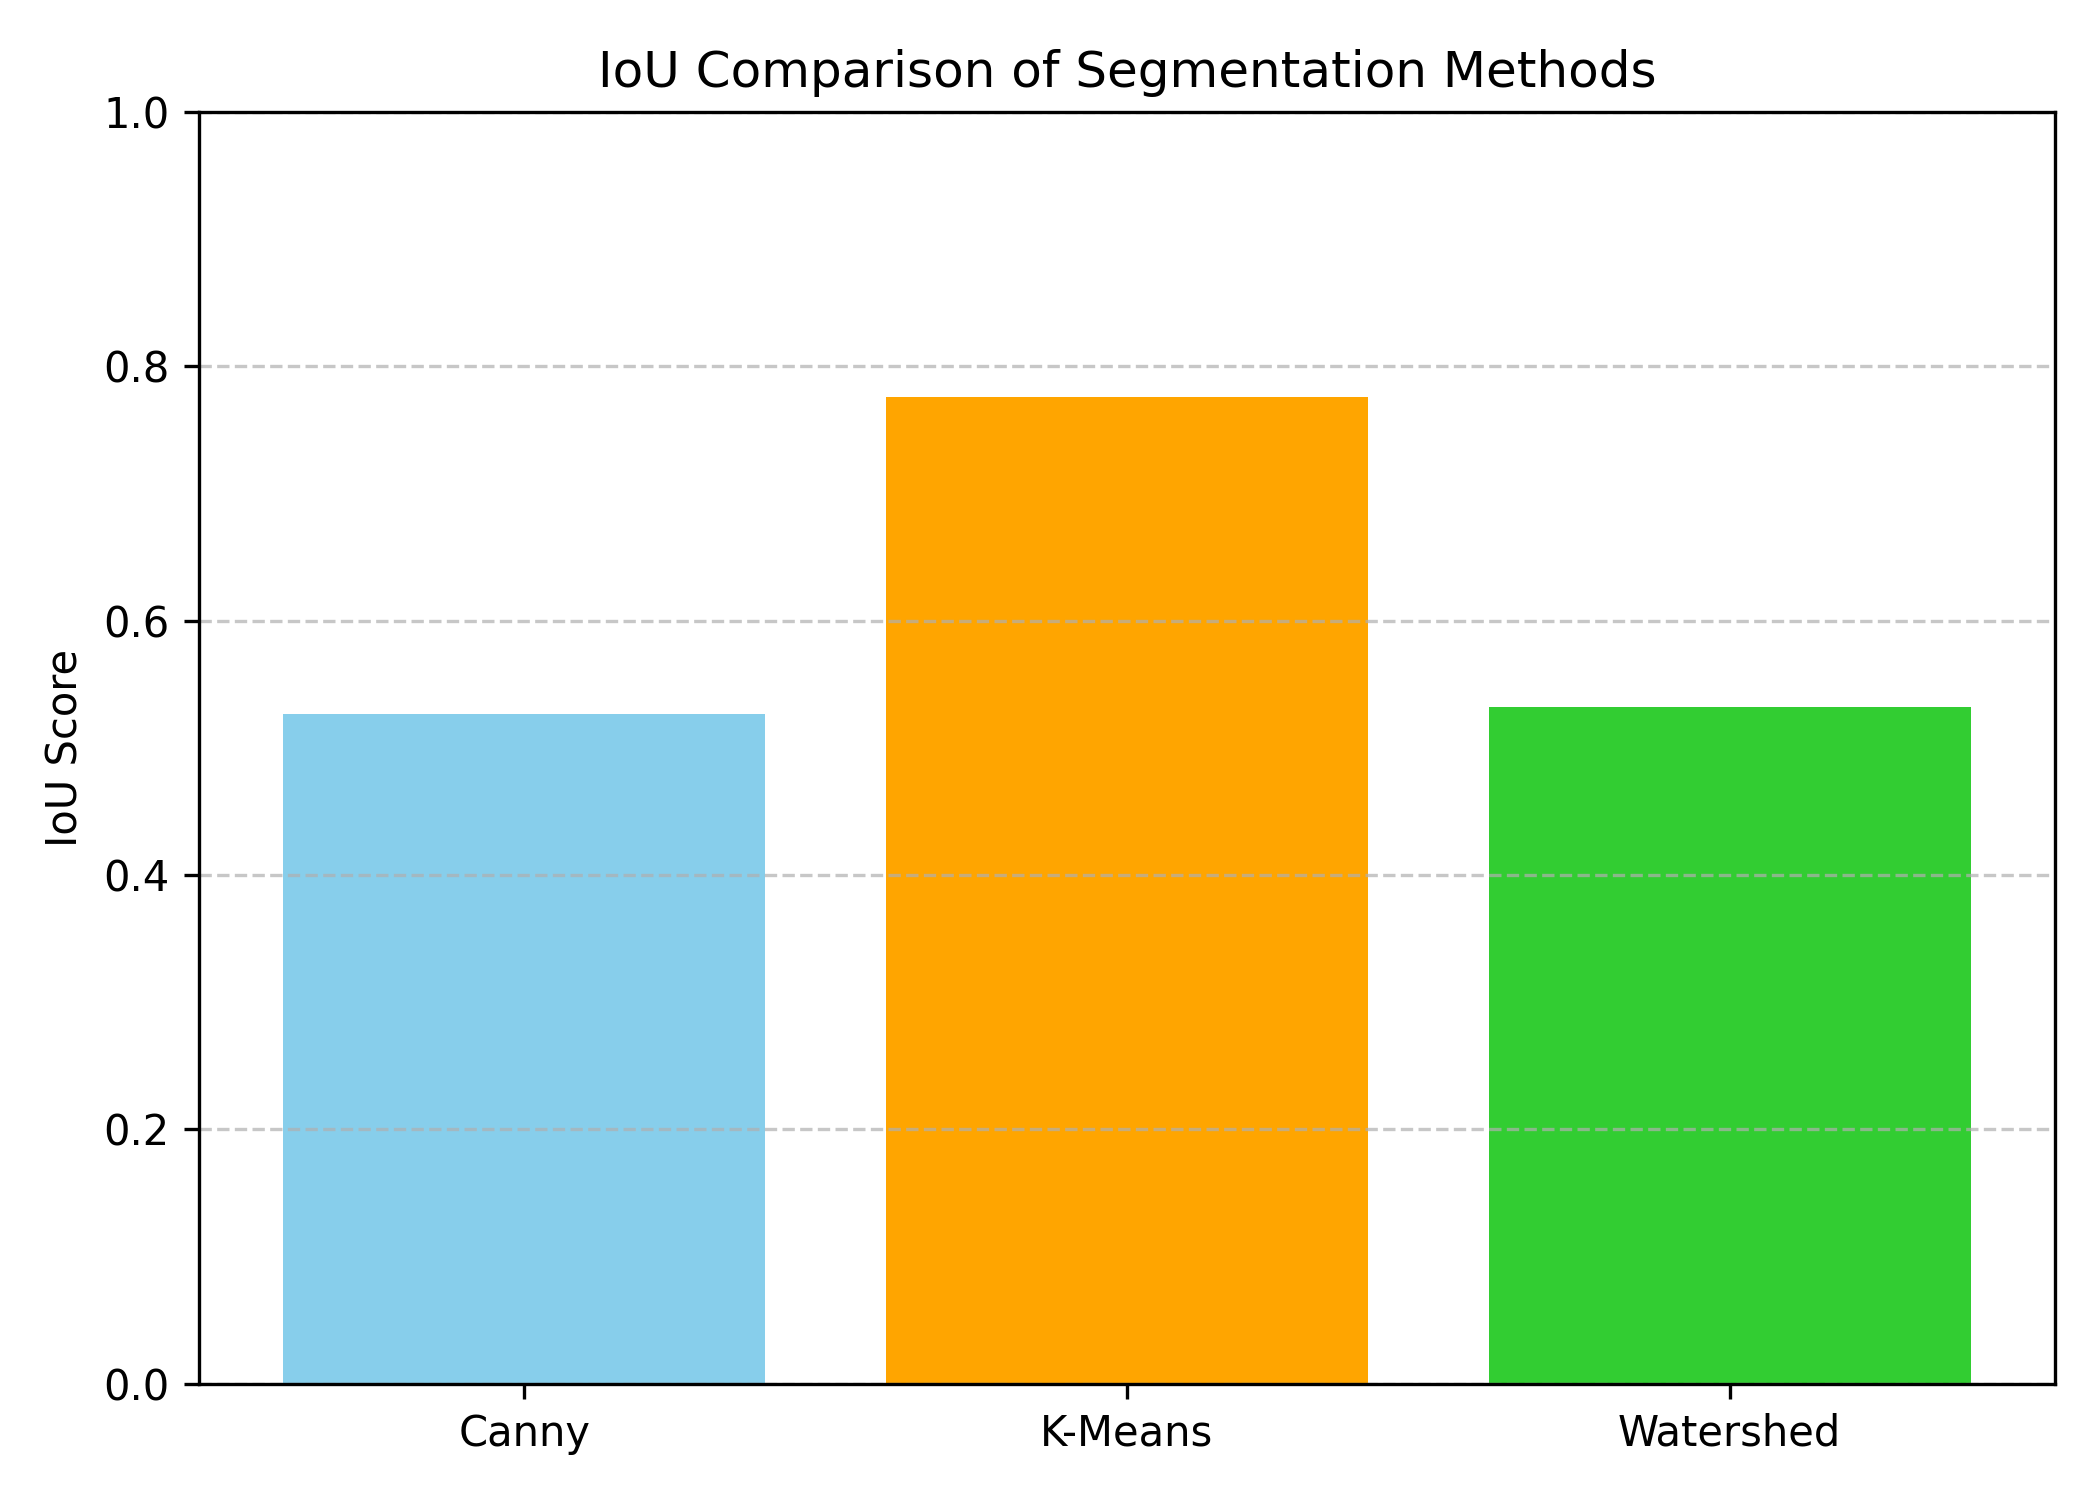 IoU Comparison of Segmentation Methods
1.0
0.8
0.6
0.4
0.2
0.0
IoU Score
Canny
K-Means
Watershed